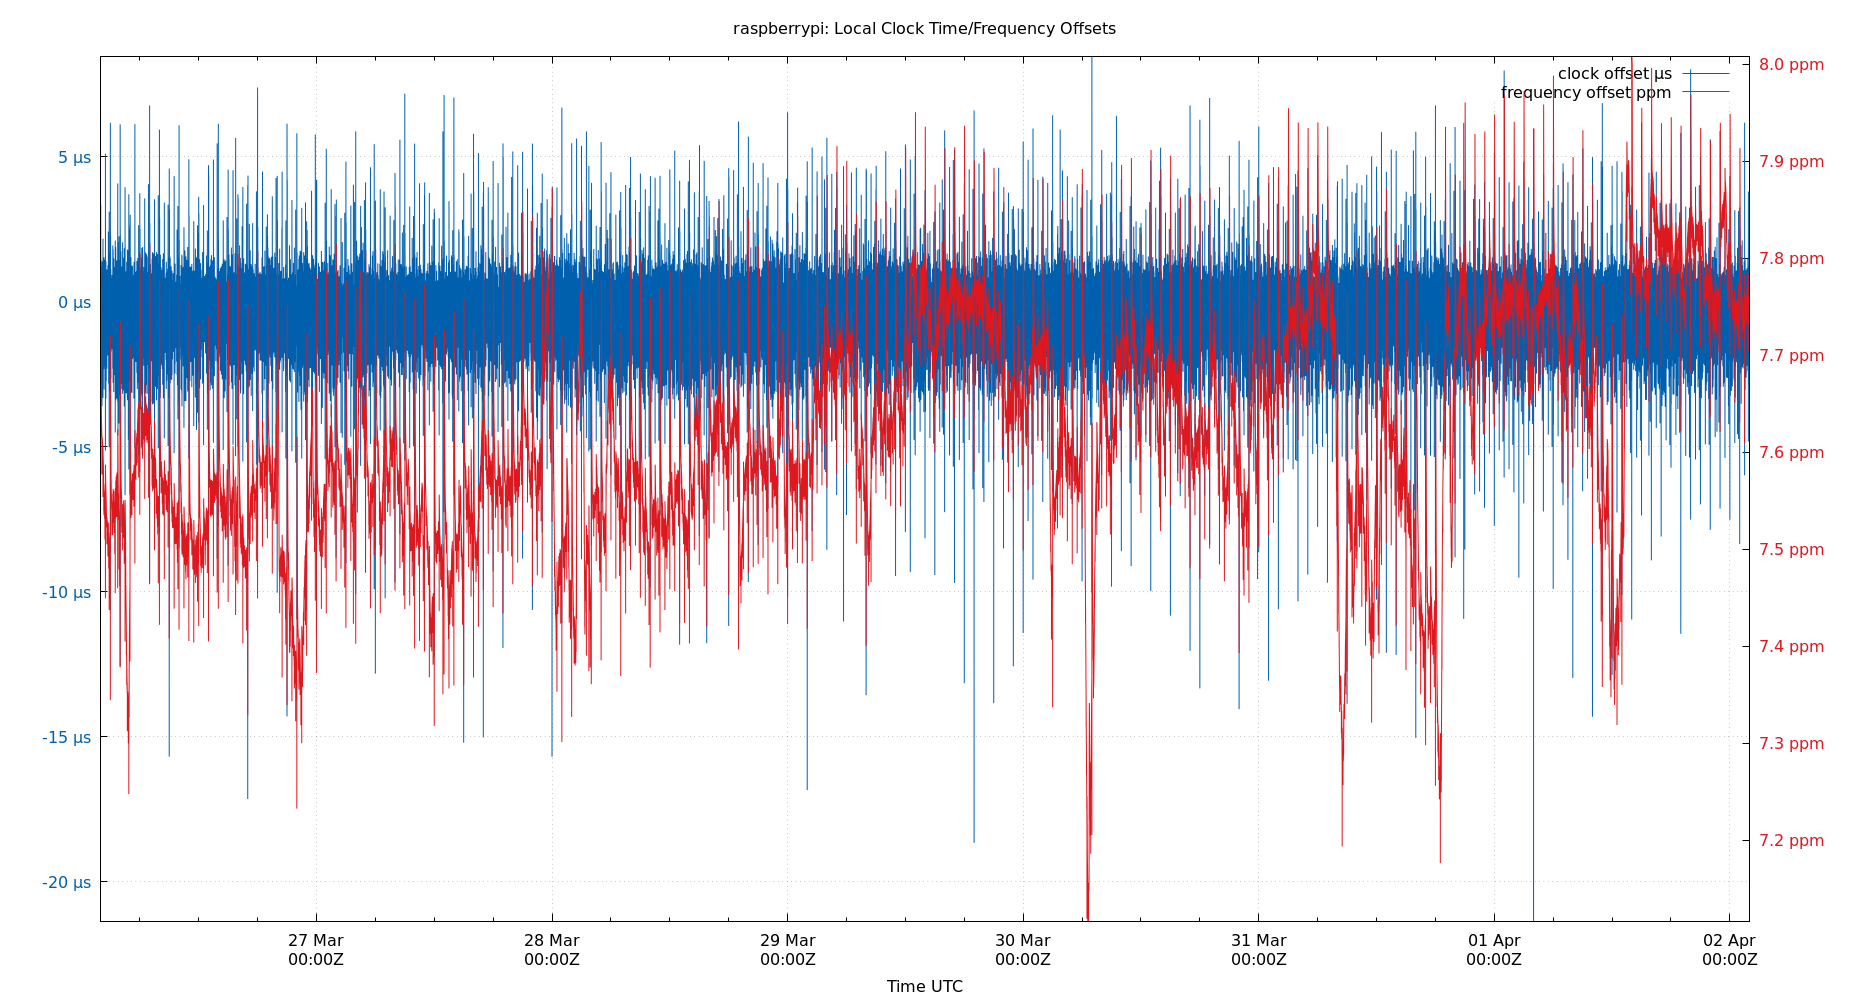 raspberrypi: Local Clock Time/Frequency Offsets
clock offset µs
frequency offset ppm
5 µs
0 µs
-5 µs
-10 µs
-15 µs
-20 µs
8.0 ppm
7.9 ppm
7.8 ppm
7.7 ppm
7.6 ppm
7.5 ppm
7.4 ppm
7.3 ppm
7.2 ppm
27 Mar
00:00Z
28 Mar
00:00Z
29 Mar
00:00Z
30 Mar
00:00Z
31 Mar
00:00Z
01 Apr
00:00Z
02 Apr
00:00Z
Time UTC